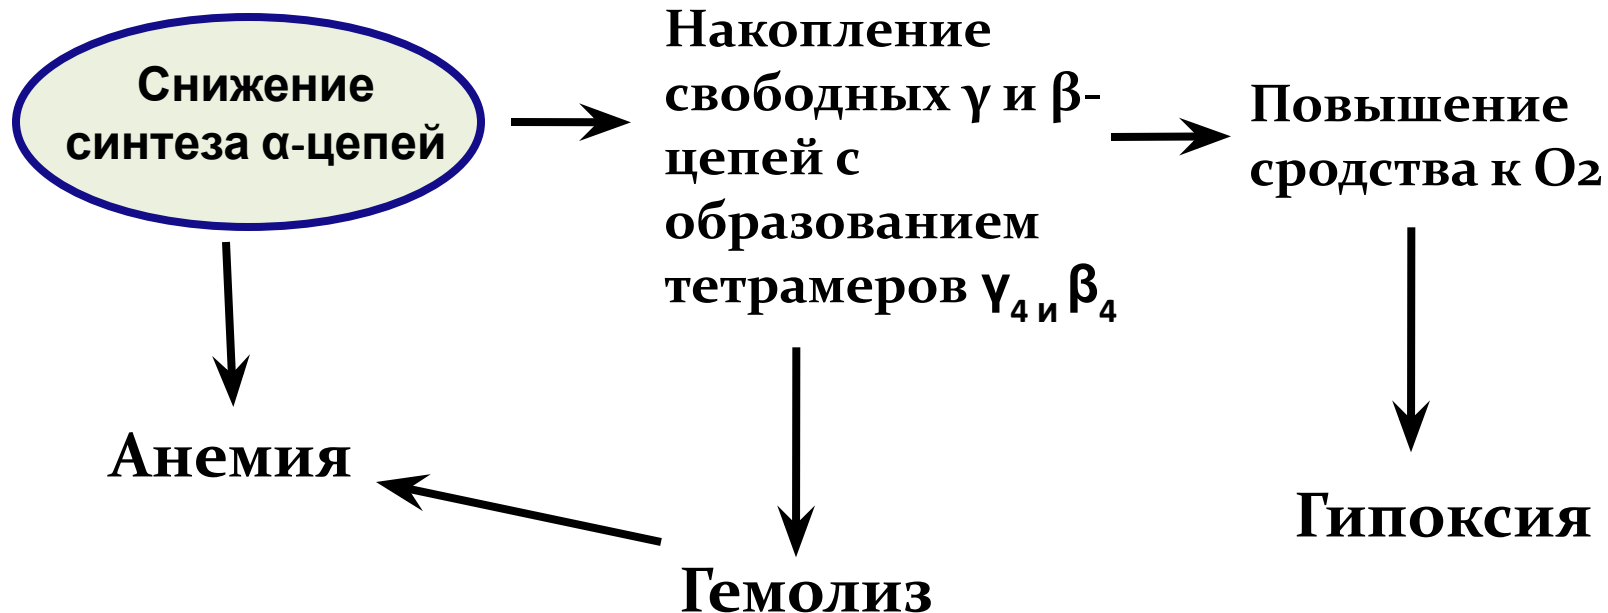 Снижение
синтеза α-цепей
Накопление
свободных γ и β-
цепей с
образованием
тетрамеров γ4 и β4
Повышение
сродства к О2
Анемия
Гемолиз
Гипоксия